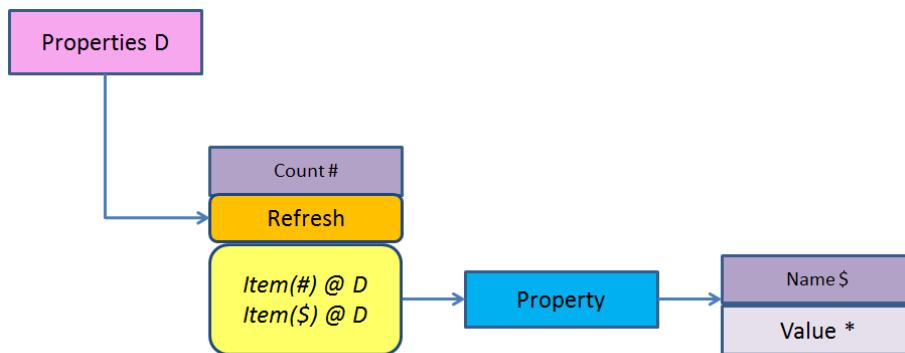 Properties D
Count #
Refresh
Item(#) @ D
Item($) @ D
Property
Name $
Value *